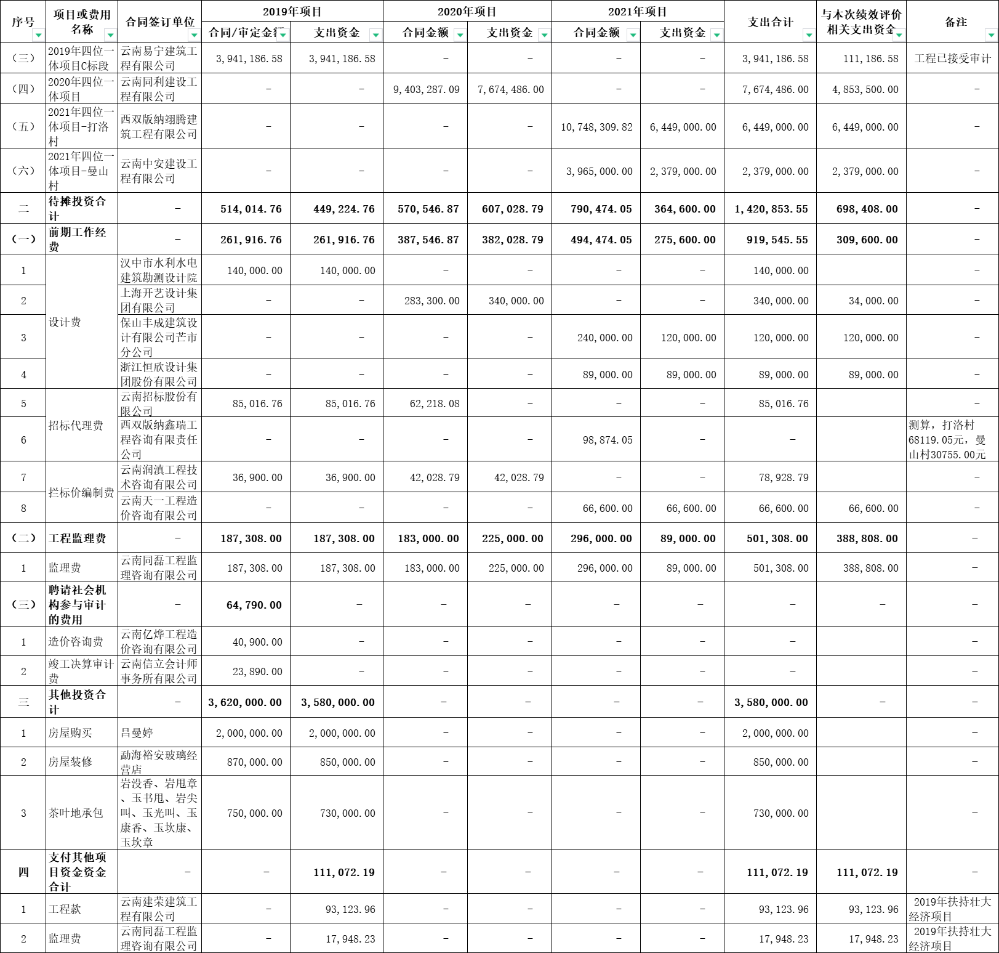 序号 项目或费用名称 合同签订单位 2019年项目 2020年项目 2021年项目 支出合计 与本次绩效评价相关支出资金 备注
合同/审定金额 支出资金 合同金额 支出资金 合同金额 支出资金
（三） 2019年四位一体项目C标段 云南易宁建筑工程有限公司 3,941,186.58 3,941,186.58 - - - - 3,941,186.58 111,186.58 工程已接受审计
（四） 2020年四位一体项目 云南同利建设工程有限公司 - - 9,403,287.09 7,674,486.00 - - 7,674,486.00 4,853,500.00 -
（五） 2021年四位一体项目-打洛村 西双版纳翊腾建筑工程有限公司 - - - - 10,748,309.82 6,449,000.00 6,449,000.00 6,449,000.00 -
（六） 2021年四位一体项目-曼山村 云南中安建设工程有限公司 - - - - 3,965,000.00 2,379,000.00 2,379,000.00 2,379,000.00 -
二 待摊投资合计 - 514,014.76 449,224.76 570,546.87 607,028.79 790,474.05 364,600.00 1,420,853.55 698,408.00 -
（一） 前期工作经费 - 261,916.76 261,916.76 387,546.87 382,028.79 494,474.05 275,600.00 919,545.55 309,600.00 -
1 设计费 汉中市水利水电建筑勘测设计院 140,000.00 140,000.00 - - - - 140,000.00 -
2 上海开艺设计集团有限公司 - - 283,300.00 340,000.00 - - 340,000.00 34,000.00 -
3 保山丰成建筑设计有限公司芒市分公司 - - - - 240,000.00 120,000.00 120,000.00 120,000.00 -
4 浙江恒欣设计集团股份有限公司 - - - - 89,000.00 89,000.00 89,000.00 89,000.00 -
5 招标代理费 云南招标股份有限公司 85,016.76 85,016.76 62,218.08 - - - 85,016.76 -
6 西双版纳鑫瑞工程咨询有限责任公司 - - - - 98,874.05 - - 测算，打洛村68119.05元，曼山村30755.00元
7 拦标价编制费 云南润滇工程技术咨询有限公司 36,900.00 36,900.00 42,028.79 42,028.79 - - 78,928.79 -
8 云南天一工程造价咨询有限公司 - - - - 66,600.00 66,600.00 66,600.00 66,600.00 -
（二） 工程监理费 - 187,308.00 187,308.00 183,000.00 225,000.00 296,000.00 89,000.00 501,308.00 388,808.00 -
1 监理费 云南同磊工程监理咨询有限公司 187,308.00 187,308.00 183,000.00 225,000.00 296,000.00 89,000.00 501,308.00 388,808.00 -
（三） 聘请社会机构参与审计的费用 - 64,790.00 - - - - - - - -
1 造价咨询费 云南亿烨工程造价咨询有限公司 40,900.00 - - - - - - -
2 竣工决算审计费 云南信立会计师事务所有限公司 23,890.00 - - - - - - -
三 其他投资合计 - 3,620,000.00 3,580,000.00 - - - - 3,580,000.00 - -
1 房屋购买 吕曼婷 2,000,000.00 2,000,000.00 - - - - 2,000,000.00 -
2 房屋装修 勐海裕安玻璃经营店 870,000.00 850,000.00 - - - - 850,000.00 -
3 茶叶地承包 岩没香、岩甩章、玉书甩、岩尖叫、玉光叫、玉康香、玉坎康、玉坎章 750,000.00 730,000.00 - - - - 730,000.00 -
四 支付其他项目资金资金合计 - - 111,072.19 - - - - 111,072.19 111,072.19 -
1 工程款 云南建荣建筑工程有限公司 - 93,123.96 - - - - 93,123.96 93,123.96 2019年扶持壮大经济项目
2 监理费 云南同磊工程监理咨询有限公司 - 17,948.23 - - - - 17,948.23 17,948.23 2019年扶持壮大经济项目